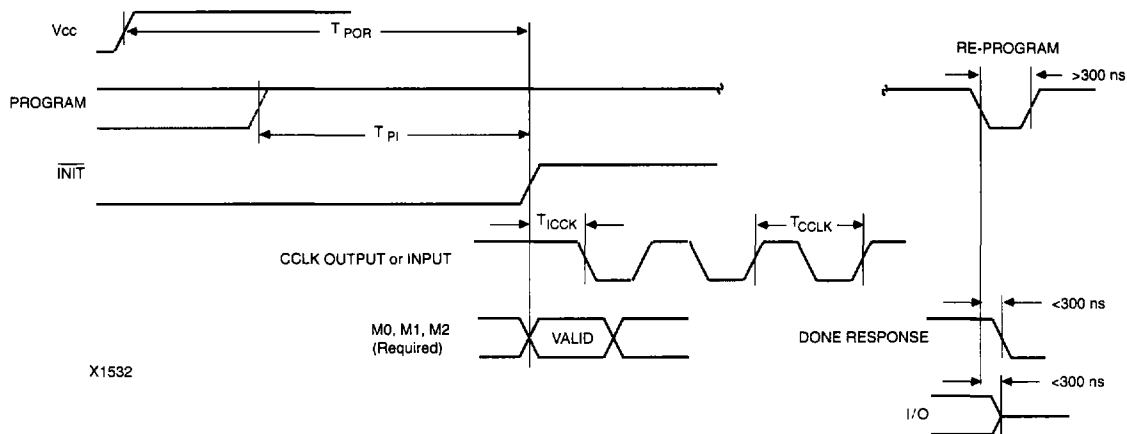 Vcc
T POR
RE-PROGRAM
>300 ns
PROGRAM
T PI
INIT
T ICCK
T CCLK
CCLK OUTPUT or INPUT
<300 ns
M0, M1, M2
(Required)
VALID
DONE RESPONSE
X1532
<300 ns
I/O